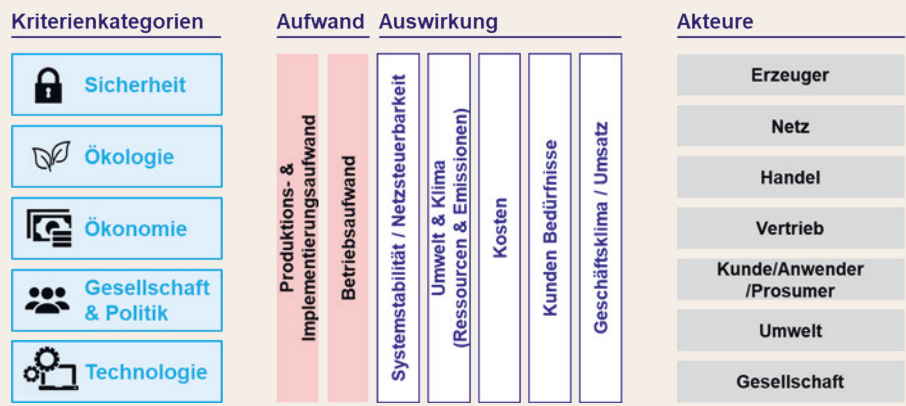 Kriterienkategorien
Sicherheit
Ökologie
Ökonomie
Gesellschaft
& Politik
Technologie
Aufwand
Produktions- &
Implementierungsaufwand
Betriebsaufwand
Auswirkung
Systemstabilität / Netzsteuerbarkeit
Umwelt & Klima
(Ressourcen & Emissionen)
Kosten
Kunden Bedürfnisse
Geschäftsklima / Umsatz
Akteure
Erzeuger
Netz
Handel
Vertrieb
Kunde/Anwender
/Prosumer
Umwelt
Gesellschaft